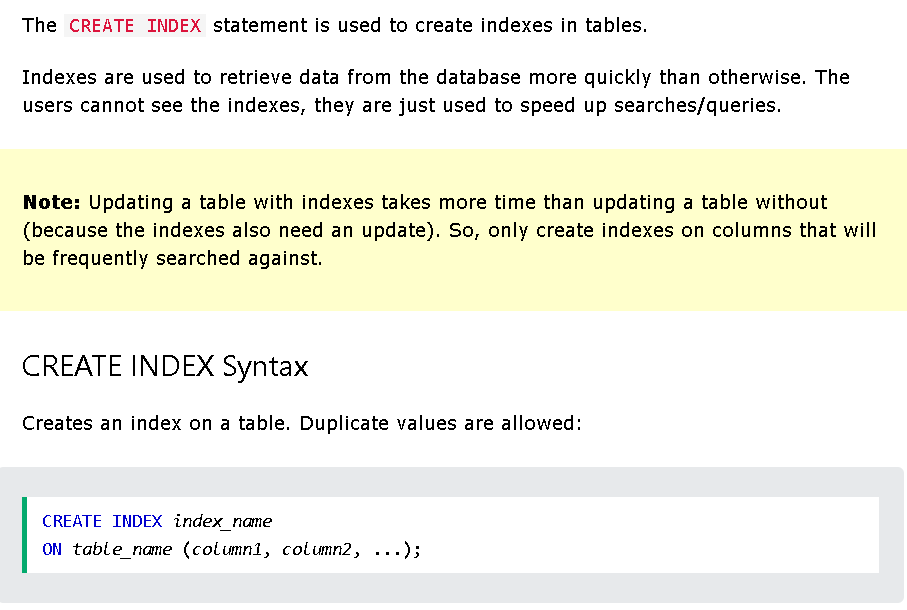 The CREATE INDEX statement is used to create indexes in tables.
Indexes are used to retrieve data from the database more quickly than otherwise. The
users cannot see the indexes, they are just used to speed up searches/queries.
Note: Updating a table with indexes takes more time than updating a table without
(because the indexes also need an update). So, only create indexes on columns that will
be frequently searched against.
CREATE INDEX Syntax
Creates an index on a table. Duplicate values are allowed:
CREATE INDEX index_name
ON table_name (column1, column2, ...);